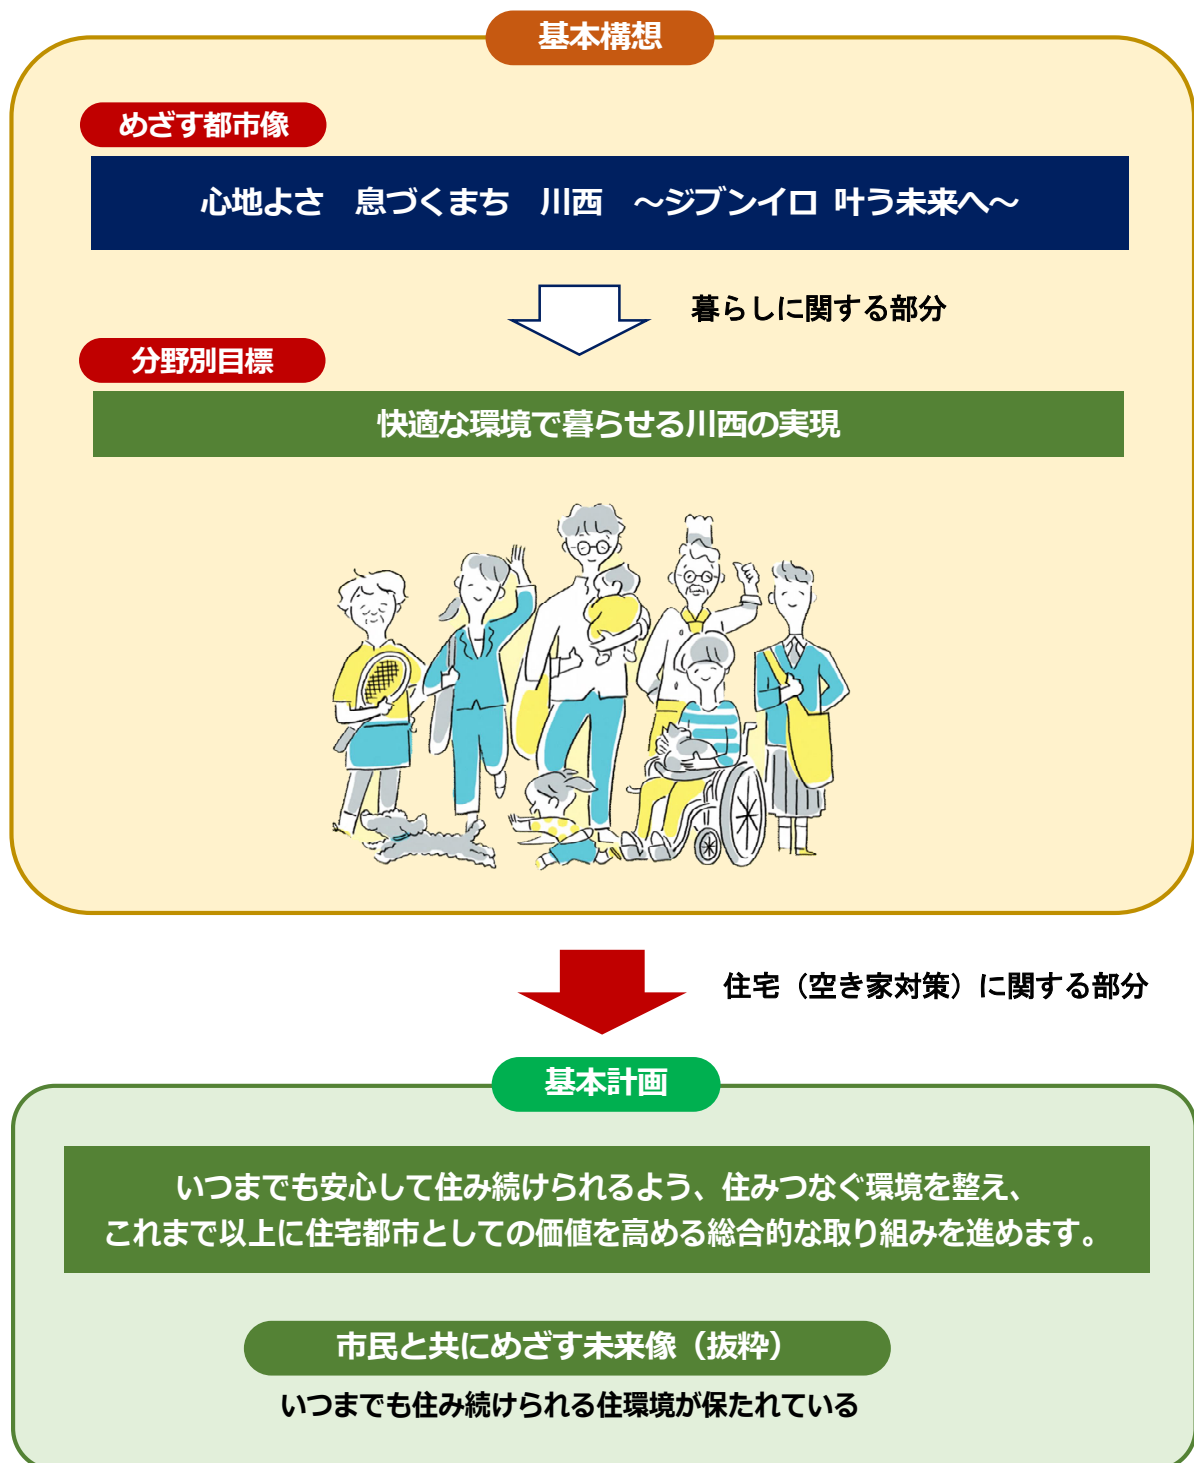 基本構想
めざす都市像
心地よさ　息づくまち　川西　～ジブンイロ 叶う未来へ～
暮らしに関する部分
分野別目標
快適な環境で暮らせる川西の実現
住宅（空き家対策）に関する部分
基本計画
いつまでも安心して住み続けられるよう、住みつなぐ環境を整え、
これまで以上に住宅都市としての価値を高める総合的な取り組みを進めます。
市民と共にめざす未来像（抜粋）
いつまでも住み続けられる住環境が保たれている